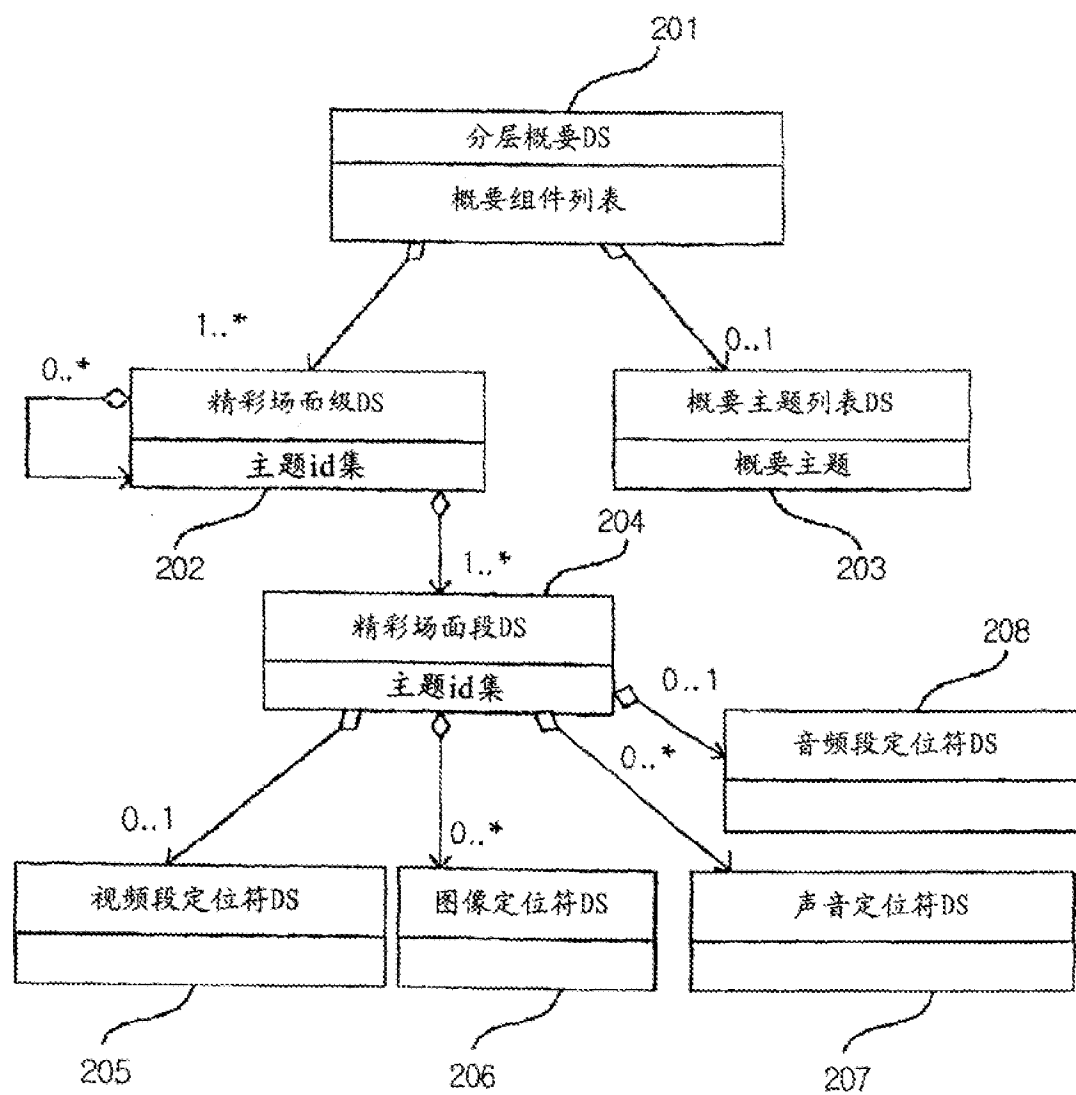 201
分层概要DS
概要组件列表
1..*
0..1
0..*
精彩场面级DS
主题id集
概要主题列表DS
概要主题
202
203
204
1..*
精彩场面段DS
主题id集
208
0..1
音频段定位符DS
0..*
0..1
0..*
视频段定位符DS
图像定位符DS
声音定位符DS
205
206
207